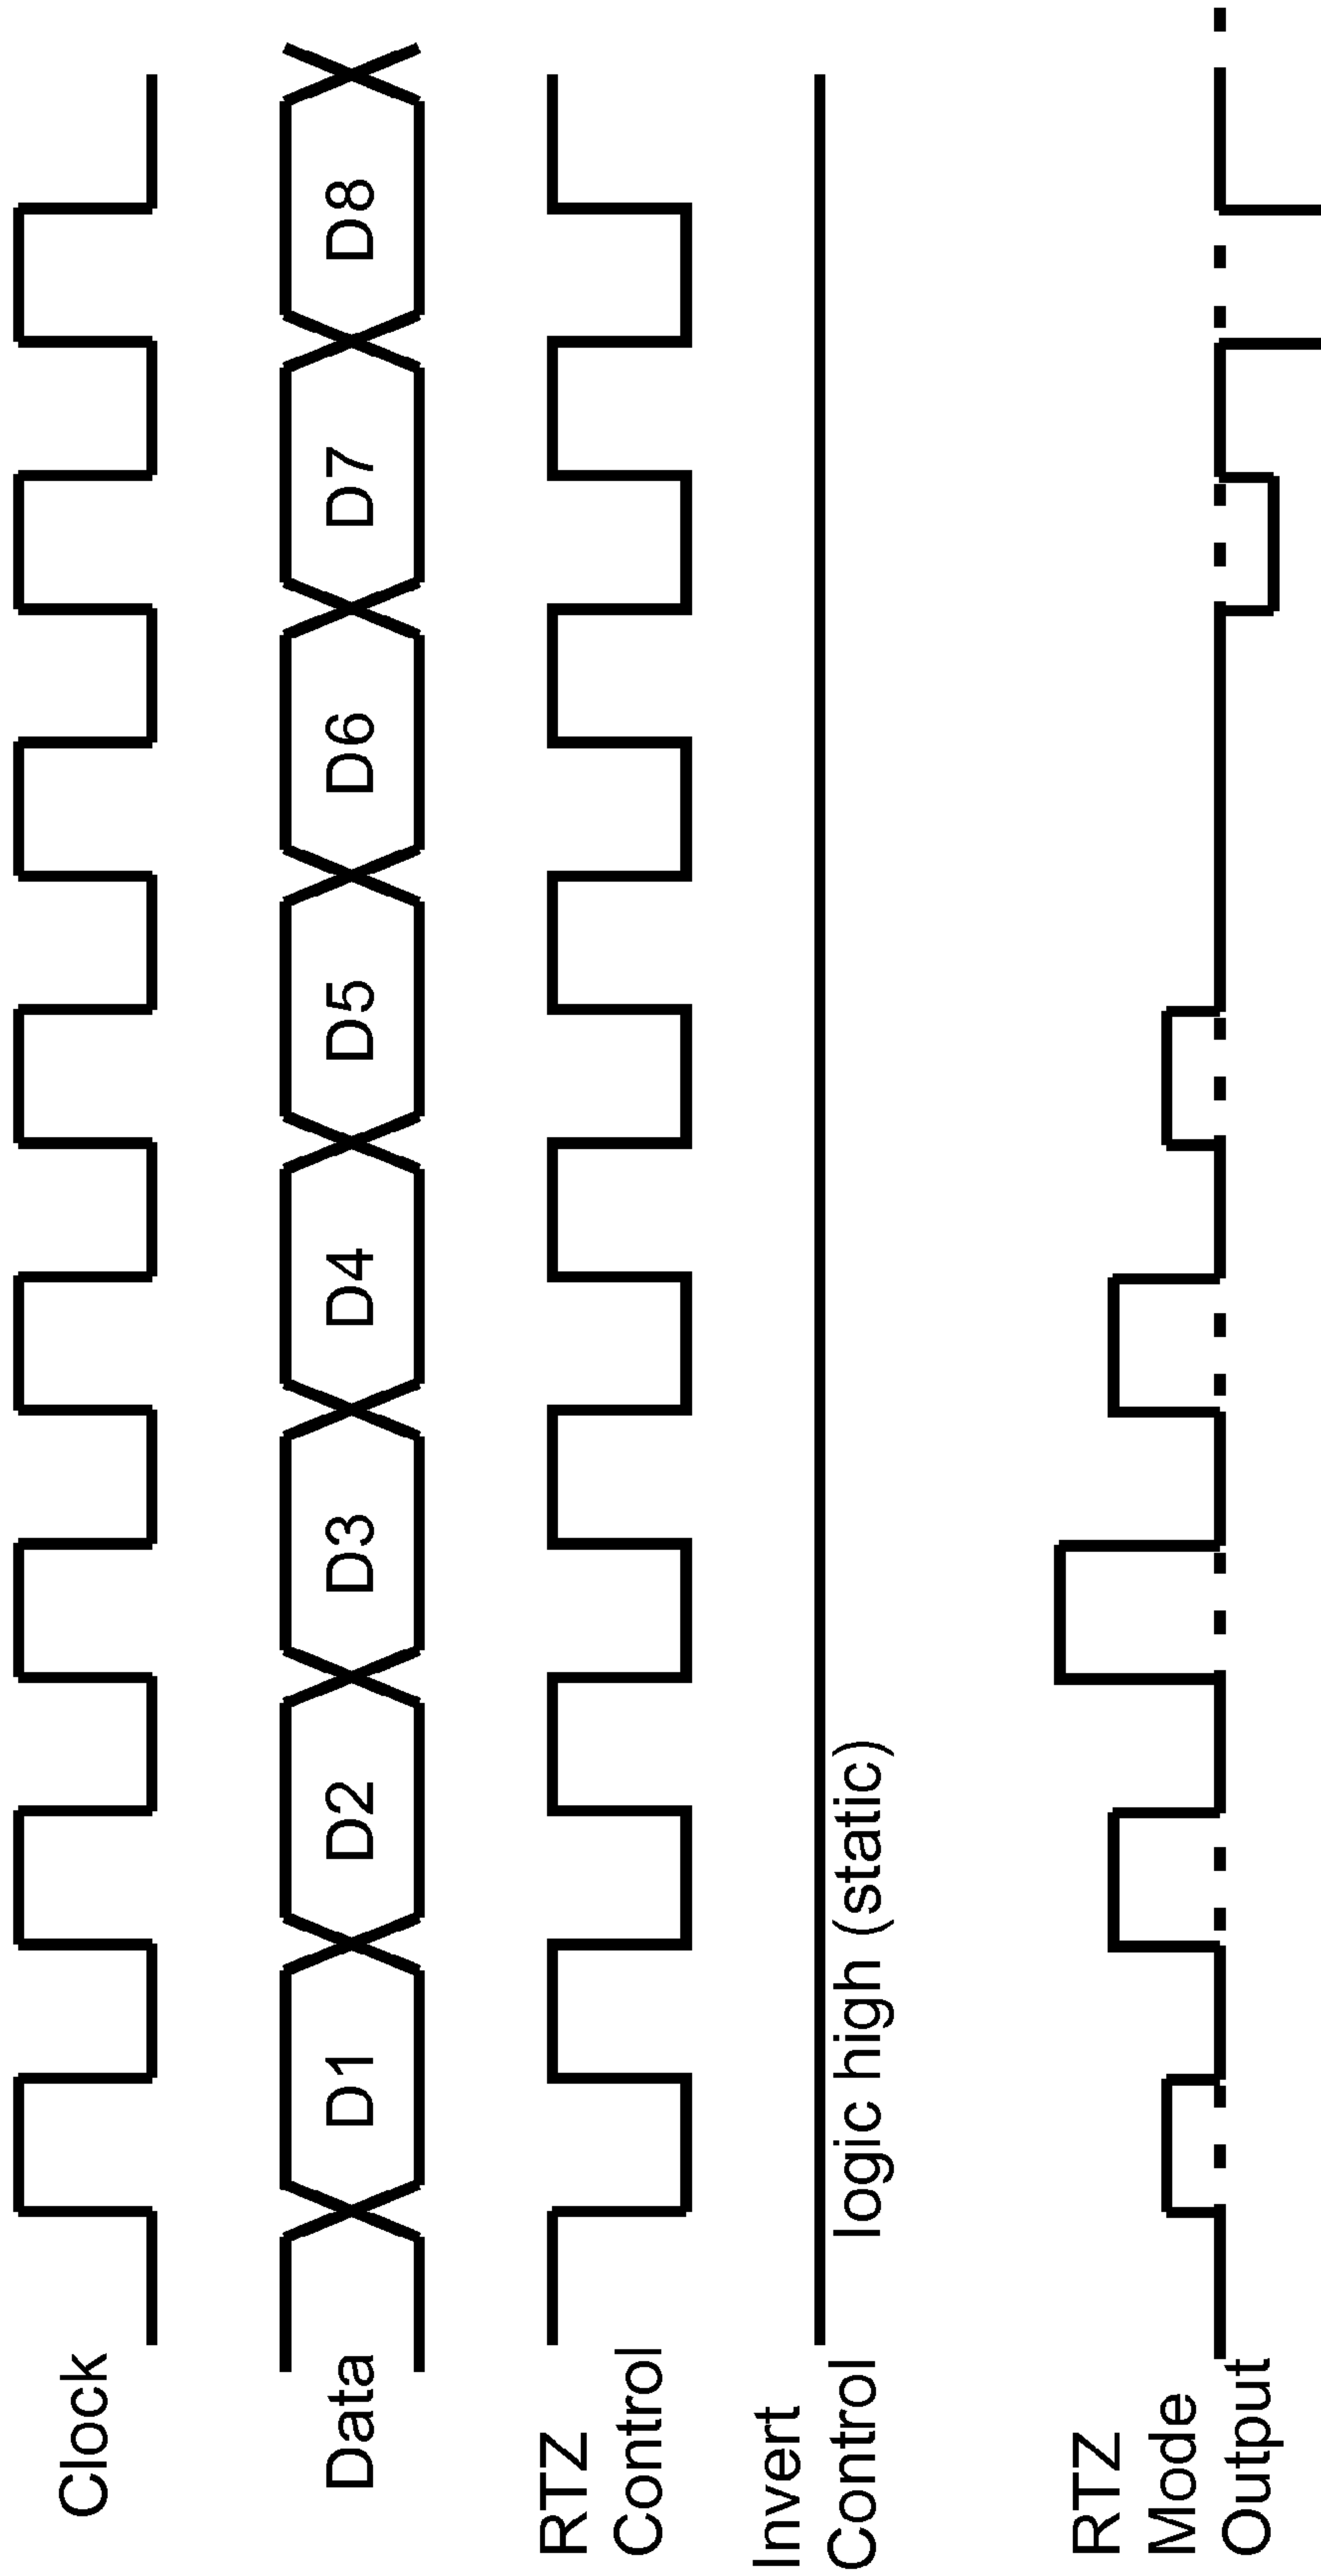 Clock
Data
D1 D2 D3 D4 D5 D6 D7 D8
RTZ
Control
Invert
Control
logic high (static)
RTZ
Mode
Output